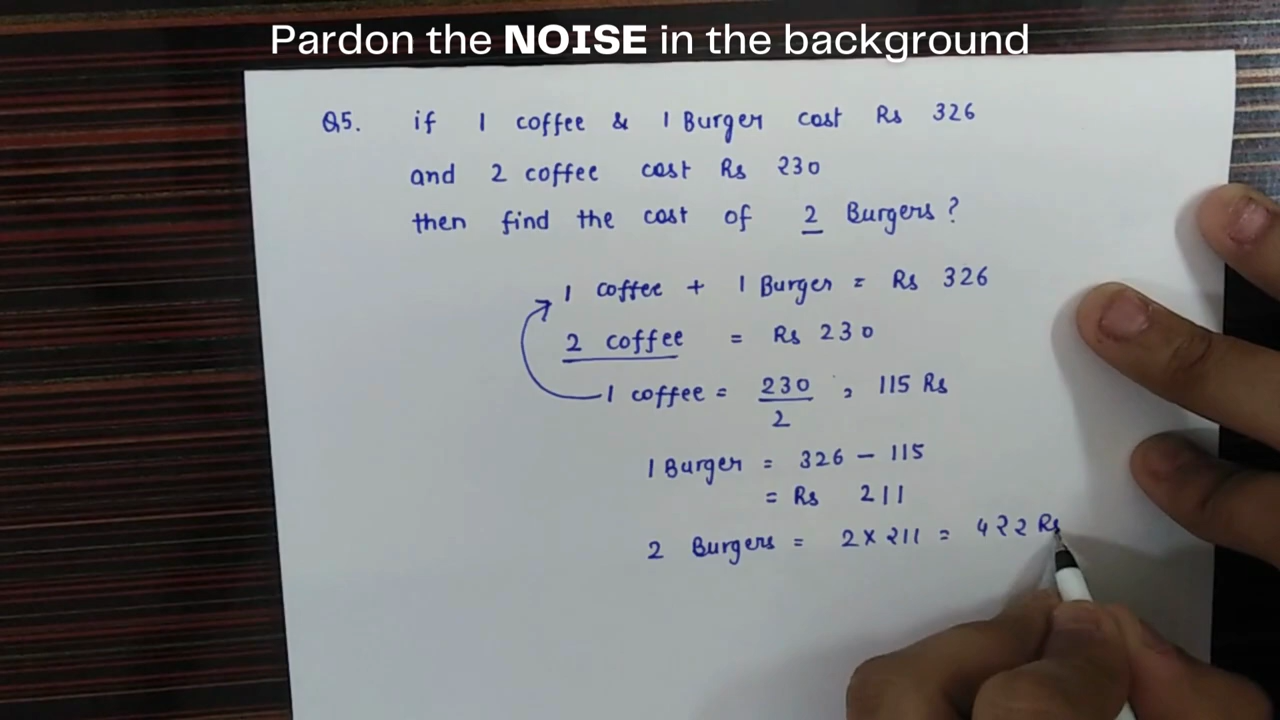 Pardon the NOISE in the background
Q5. if 1 coffee & 1 Burger cost Rs 326
and 2 coffee cost Rs 230
then find the cost of 2 Burgers?
1 coffee + 1 Burger = Rs 326
2 coffee = Rs 230
1 coffee = 230/2, 115 Rs
1 Burger = 326 - 115
= Rs 211
2 Burgers = 2 x 211 = 422 Rs